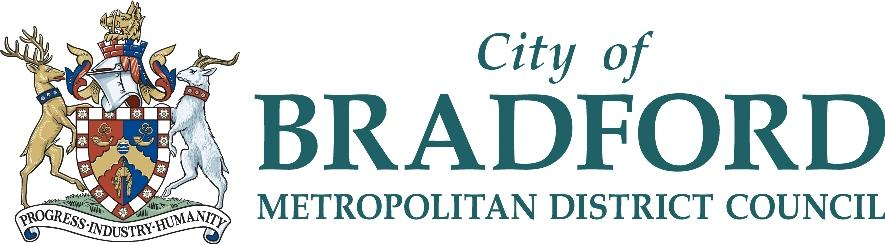 City of
BRADFORD
METROPOLITAN DISTRICT COUNCIL
PROGRESS·INDUSTRY·HUMANITY